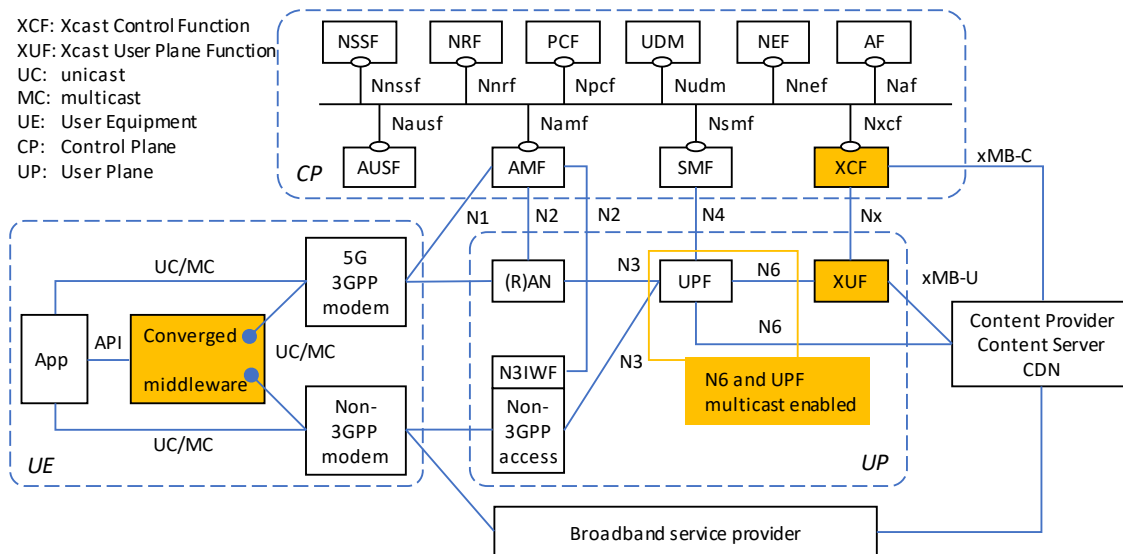 XCF: Xcast Control Function
XUF: Xcast User Plane Function
UC: unicast
MC: multicast
UE: User Equipment
CP: Control Plane
UP: User Plane
NSSF
NRF
PCF
UDM
NEF
AF
Nnssf
Nnrf
Npcf
Nudm
Nnef
Naf
Nausf
Namf
Nsmf
Nxcf
CP
AUSF
AMF
SMF
XCF
xMB-C
N1
N2
N2
N4
Nx
UC/MC
5G
3GPP
modem
(R)AN
N3
UPF
N6
XUF
xMB-U
App
API
Converged
middleware
UC/MC
N3
N6
Content Provider
Content Server
CDN
N3IWF
Non-
3GPP
access
N6 and UPF
multicast enabled
UC/MC
Non-
3GPP
modem
UE
UP
Broadband service provider